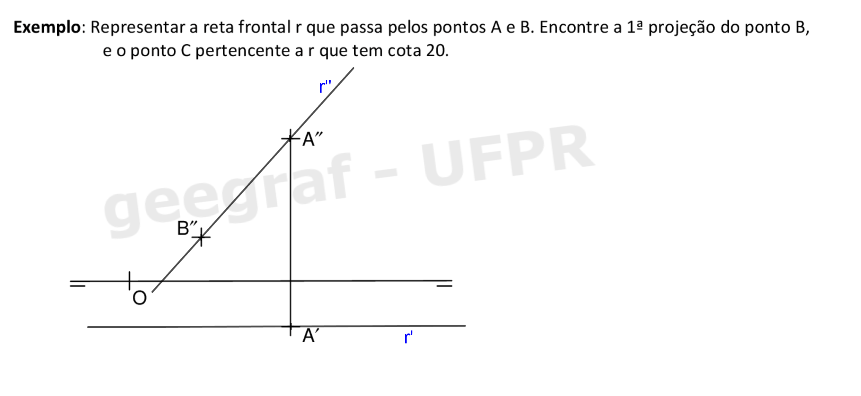 Exemplo: Representar a reta frontal r que passa pelos pontos A e B. Encontre a 1ª projeção do ponto B,
e o ponto C pertencente a r que tem cota 20.
r''
A″
geegraf - UFPR
B″
O
A′
r'